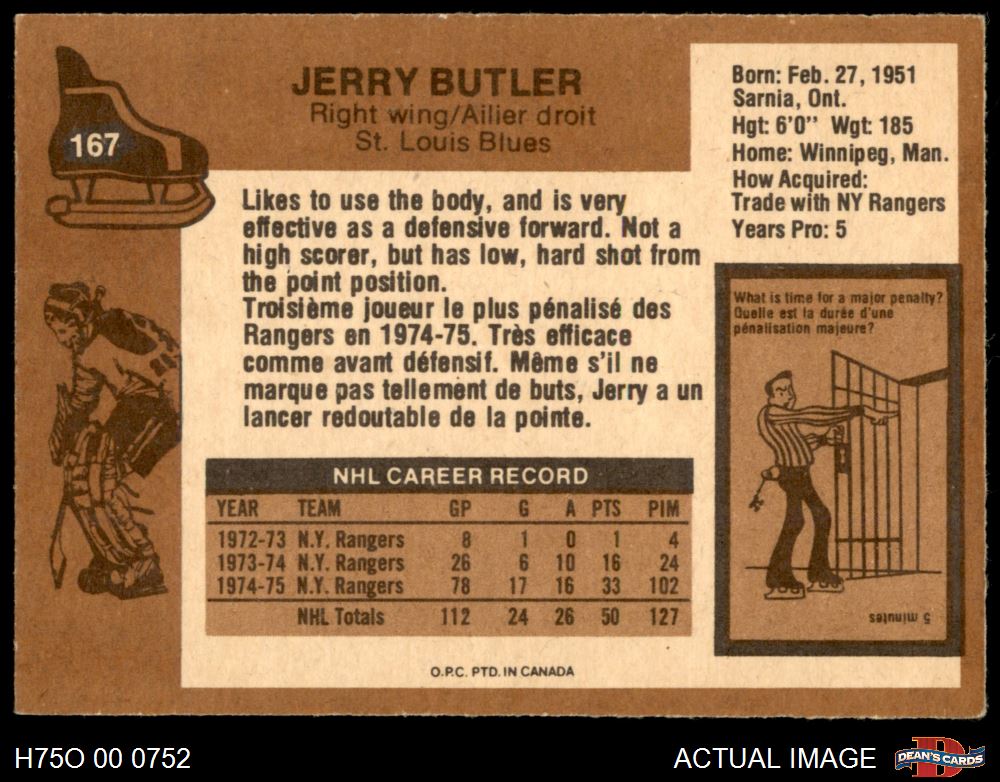 167
JERRY BUTLER
Right wing/Ailier droit
St. Louis Blues
Born: Feb. 27, 1951
Sarnia, Ont.
Hgt: 6'0" Wgt: 185
Home: Winnipeg, Man.
How Acquired:
Trade with NY Rangers
Years Pro: 5
Likes to use the body, and is very
effective as a defensive forward. Not a
high scorer, but has low, hard shot from
the point position.
Troisième joueur le plus pénalisé des
Rangers en 1974-75. Très efficace
comme avant défensif. Même s'il ne
marque pas tellement de buts, Jerry a un
lancer redoutable de la pointe.
What is time for a major penalty?
Quelle est la durée d'une
pénalisation majeure?
5 minutes
NHL CAREER RECORD
YEAR TEAM GP G A PTS PIM
1972-73 N.Y. Rangers 8 1 0 1 4
1973-74 N.Y. Rangers 26 6 10 16 24
1974-75 N.Y. Rangers 78 17 16 33 102
NHL Totals 112 24 26 50 127
O.P.C. PTD. IN CANADA
H75O 00 0752
ACTUAL IMAGE
DEAN'S CARDS